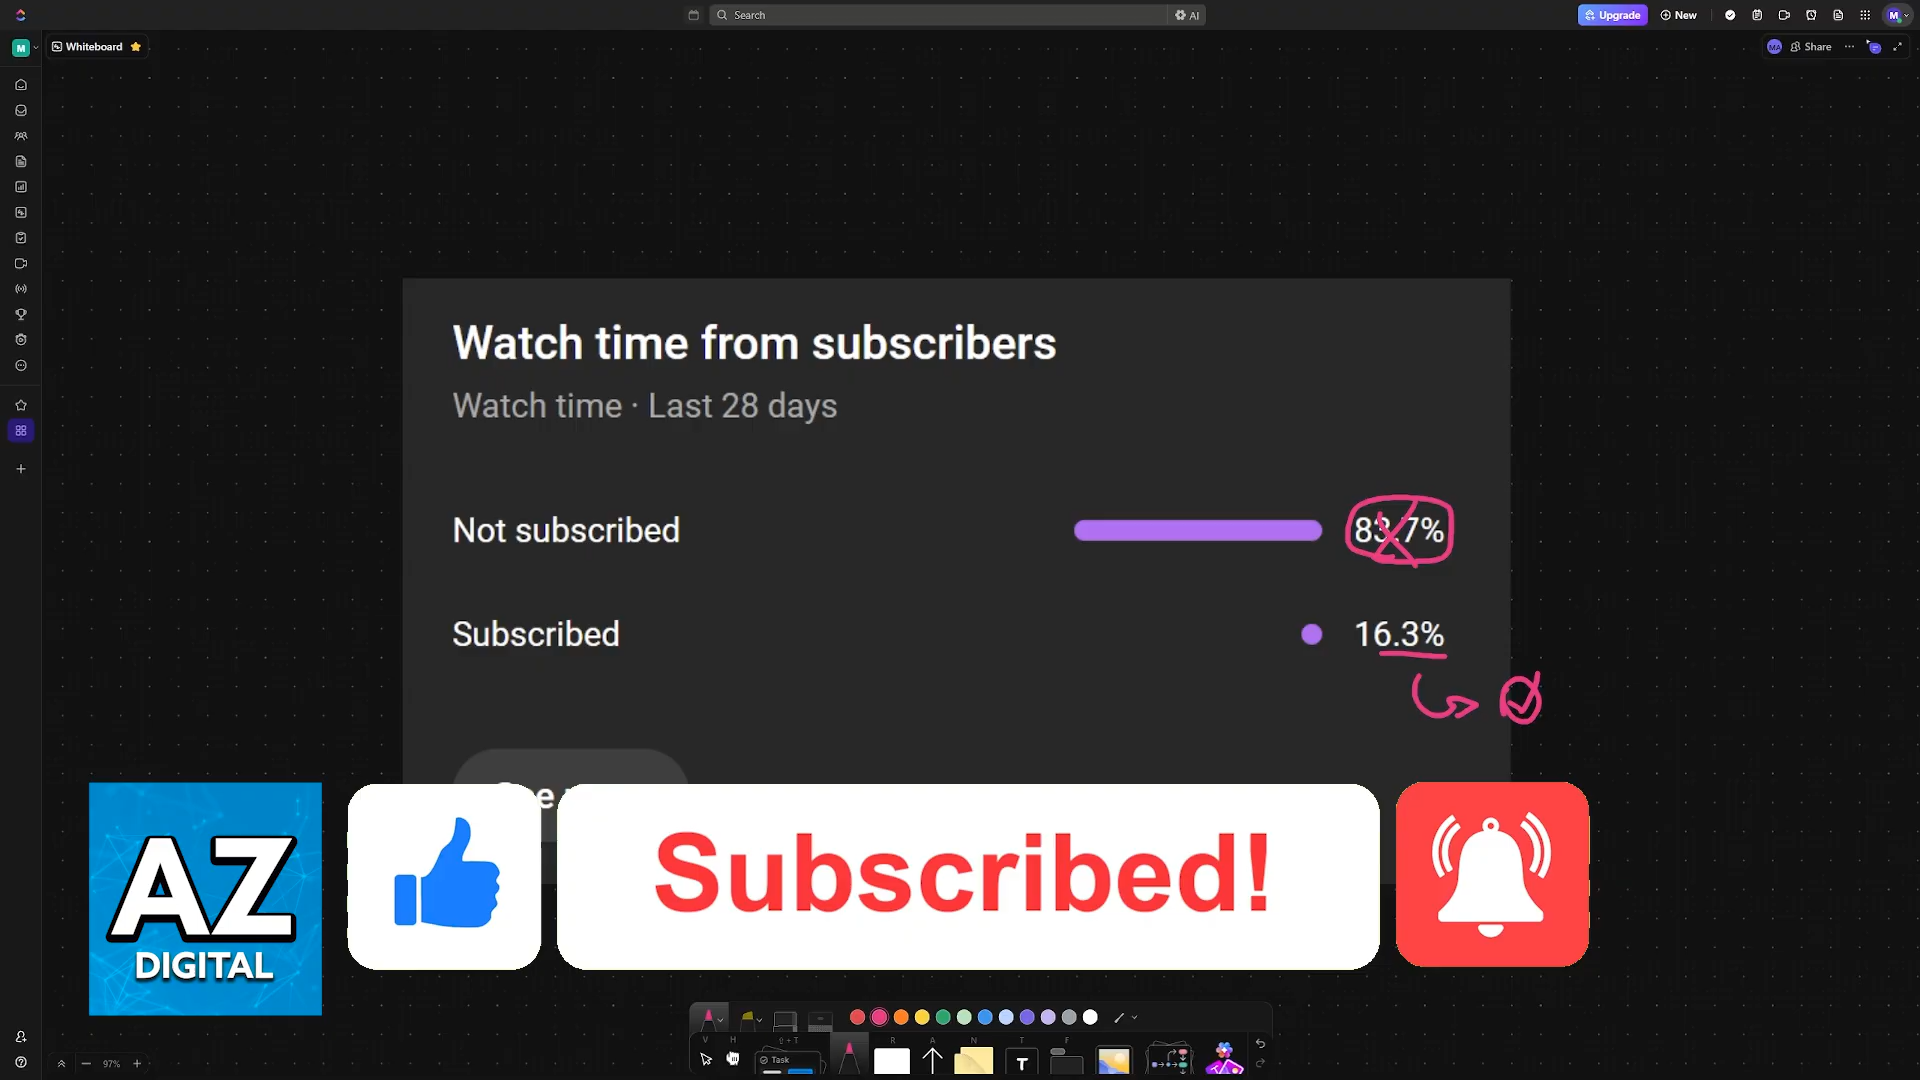 Search
AI
Upgrade
New
M
M
Whiteboard
MA
Share
Watch time from subscribers
Watch time · Last 28 days
Not subscribed
83.7%
Subscribed
16.3%
AZ
DIGITAL
Subscribed!
V
H
⇧ + T
R
A
N
T
F
Task
T
97%